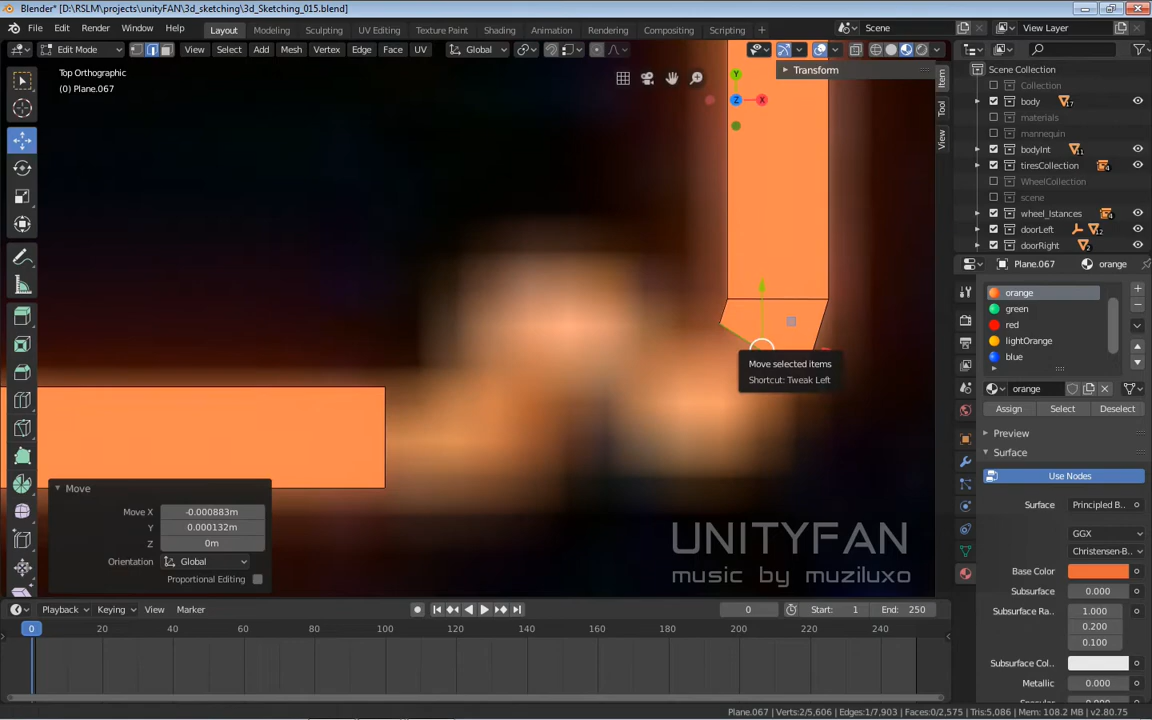 Blender* [D:\RSLM\projects\unityFAN\3d_sketching\3d_Sketching_015.blend]
File Edit Render Window Help Layout Modeling Sculpting UV Editing Texture Paint Shading Animation Rendering Compositing Scripting Scene View Layer
Edit Mode View Select Add Mesh Vertex Edge Face UV Global
Top Orthographic
(0) Plane.067
Transform
Y
Z
X
Item
Tool
View
Scene Collection
Collection
body 17
materials
mannequin
bodyInt 11
tiresCollection 4
WheelCollection
scene
wheel_Istances 4
doorLeft 12
doorRight 2
Plane.067 orange
orange
green
red
lightOrange
blue
orange
Assign Select Deselect
Preview
Surface
Use Nodes
Surface Principled B..
GGX
Christensen-B..
Base Color
Subsurface 0.000
Subsurface Ra.. 1.000
0.200
0.100
Subsurface Col..
Metallic 0.000
Move selected items
Shortcut: Tweak Left
Move
Move X -0.000883m
Y 0.000132m
Z 0m
Orientation Global
Proportional Editing
UNITYFAN
music by muziluxo
Playback Keying View Marker 0 Start: 1 End: 250
0 20 40 60 80 100 120 140 160 180 200 220 240
Plane.067 | Verts:2/5,606 | Edges:1/7,903 | Faces:0/2,575 | Tris:5,086 | Mem: 108.2 MB | v2.80.75